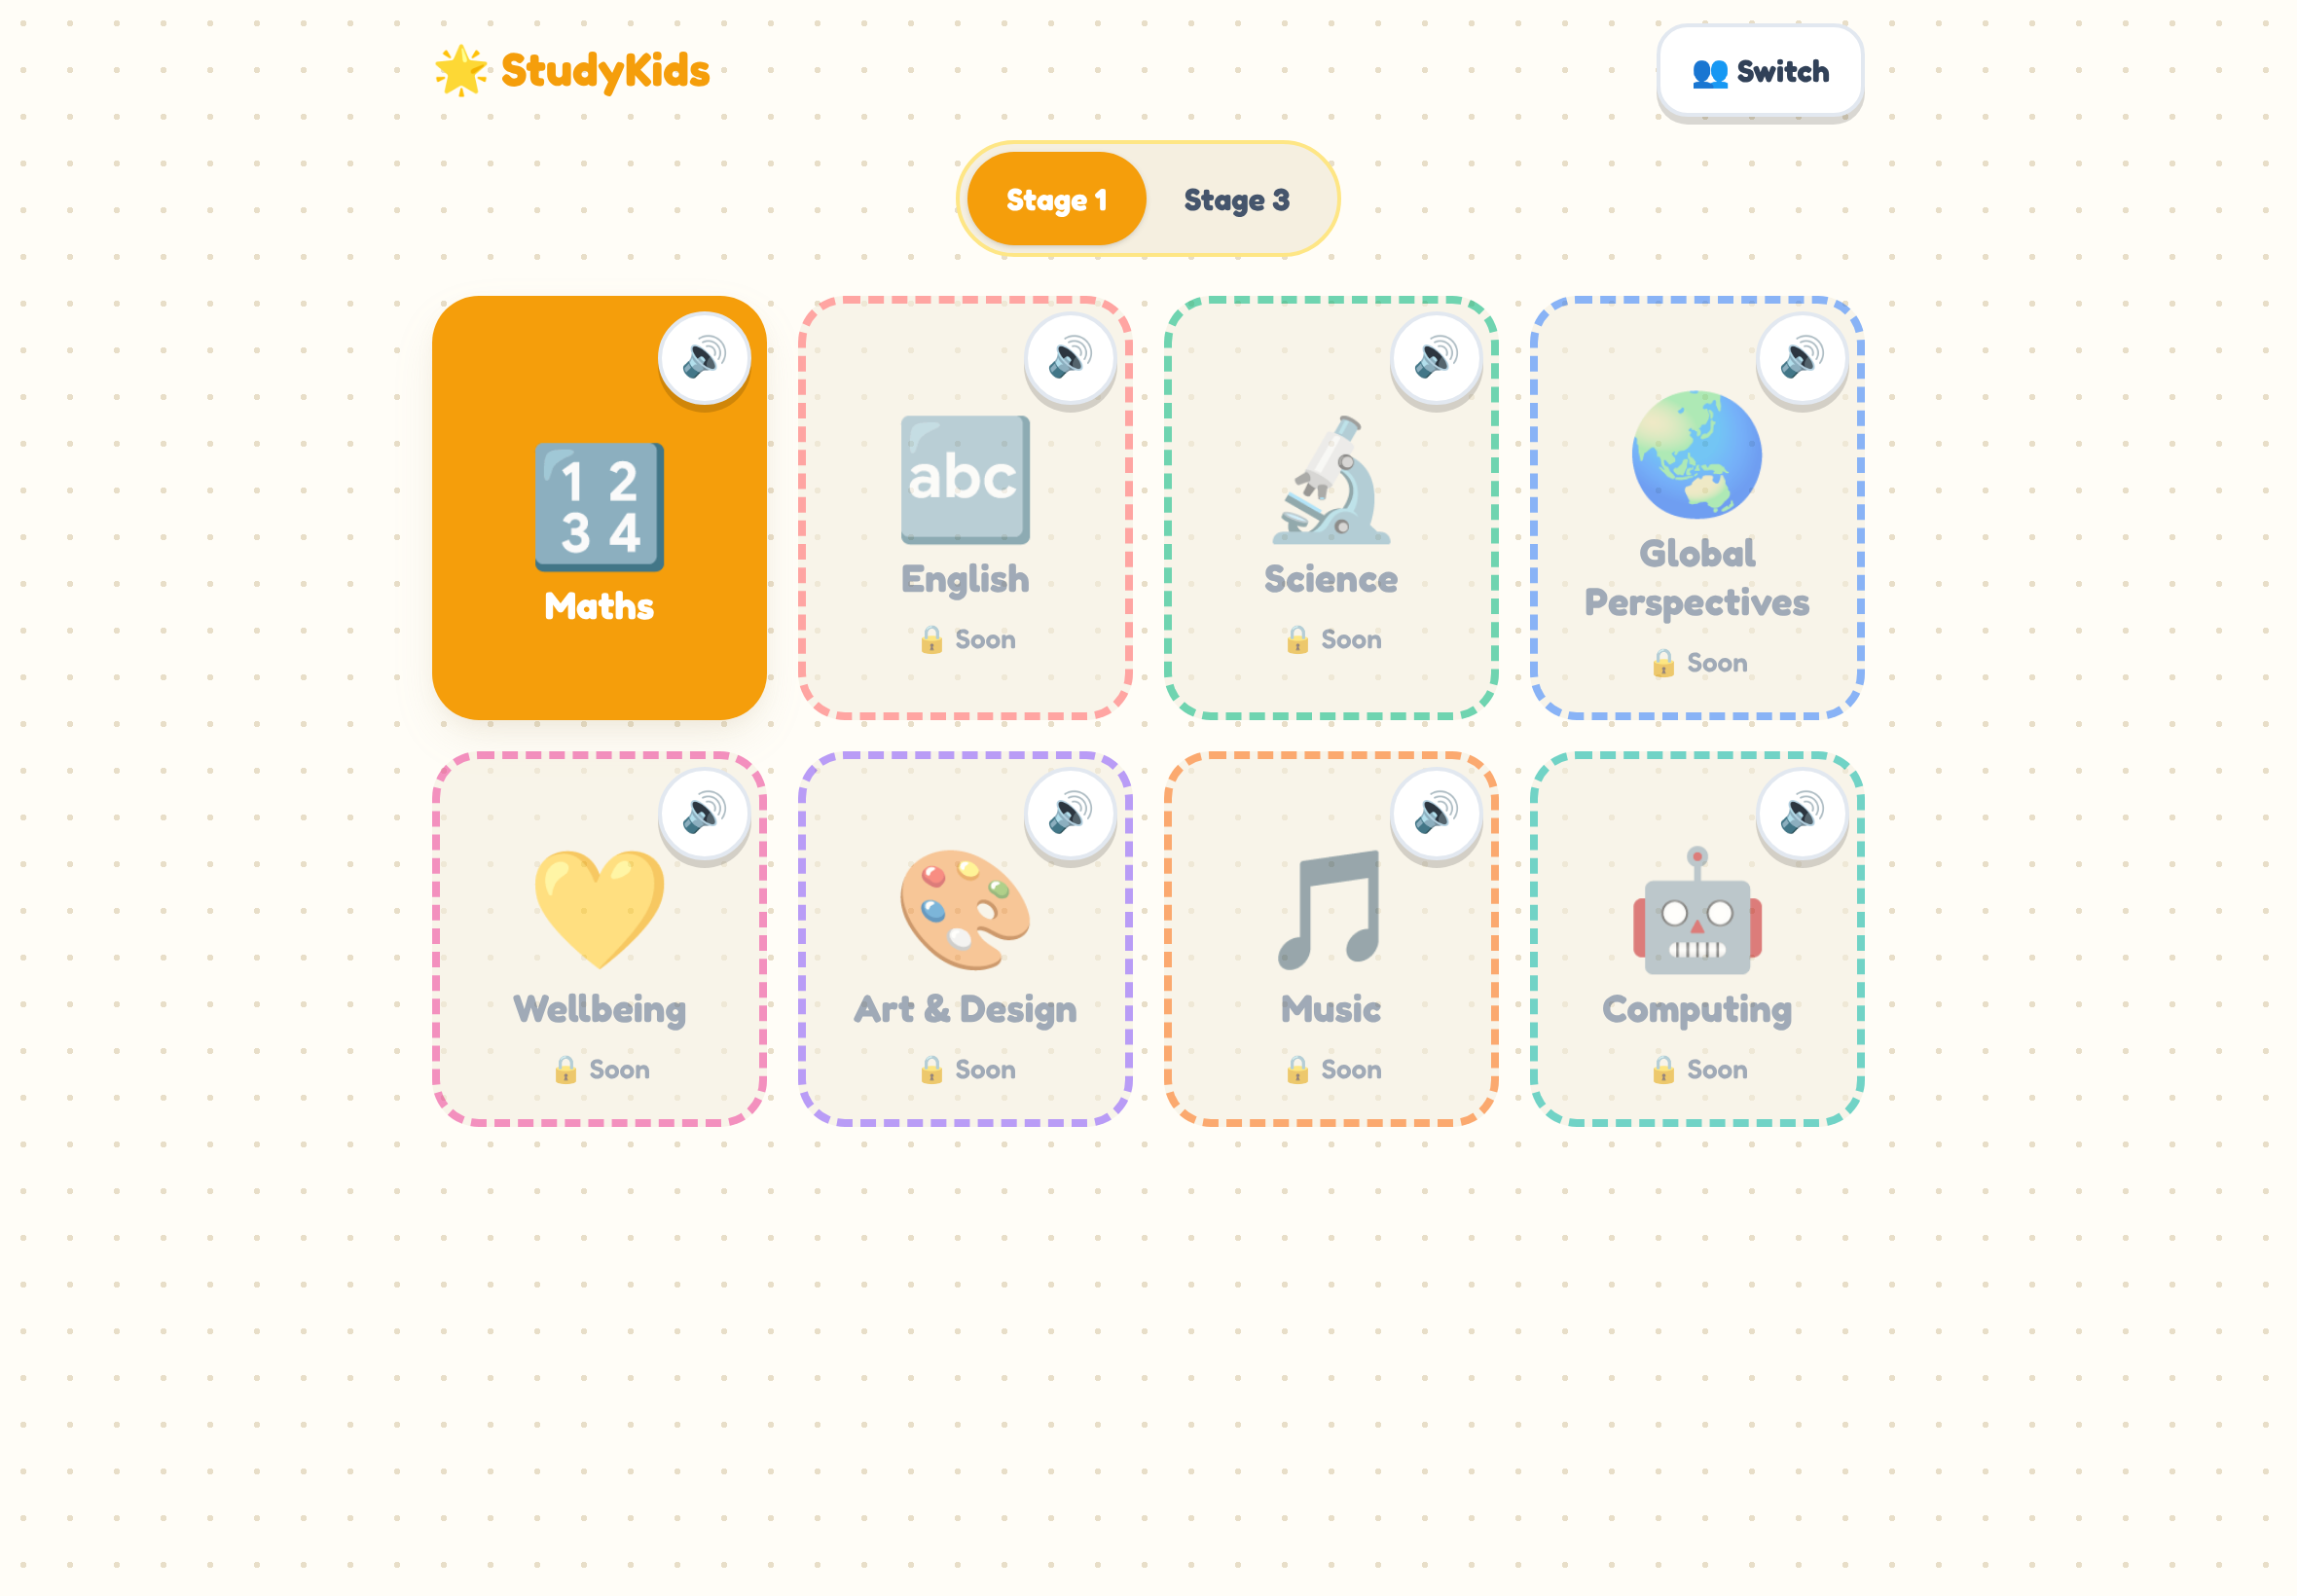 StudyKids
Switch
Stage 1
Stage 3
1 2
3 4
Maths
abc
English
Soon
Science
Soon
Global
Perspectives
Soon
Wellbeing
Soon
Art & Design
Soon
Music
Soon
Computing
Soon